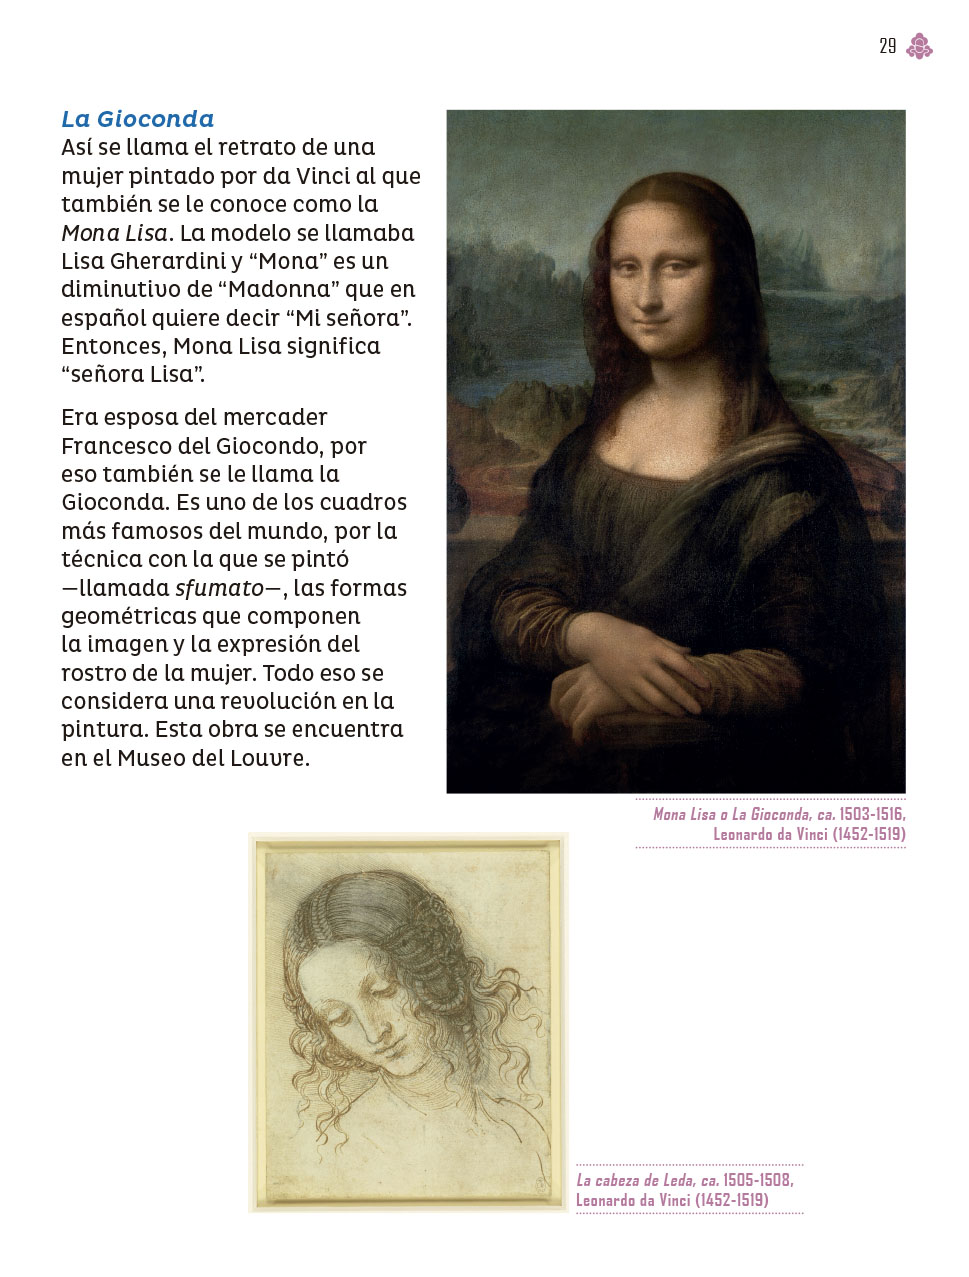 29
La Gioconda
Así se llama el retrato de una
mujer pintado por da Vinci al que
también se le conoce como la
Mona Lisa. La modelo se llamaba
Lisa Gherardini y “Mona” es un
diminutivo de “Madonna” que en
español quiere decir “Mi señora”.
Entonces, Mona Lisa significa
“señora Lisa”.
Era esposa del mercader
Francesco del Giocondo, por
eso también se le llama la
Gioconda. Es uno de los cuadros
más famosos del mundo, por la
técnica con la que se pintó
—llamada sfumato—, las formas
geométricas que componen
la imagen y la expresión del
rostro de la mujer. Todo eso se
considera una revolución en la
pintura. Esta obra se encuentra
en el Museo del Louvre.
Mona Lisa o La Gioconda, ca. 1503-1516,
Leonardo da Vinci (1452-1519)
La cabeza de Leda, ca. 1505-1508,
Leonardo da Vinci (1452-1519)